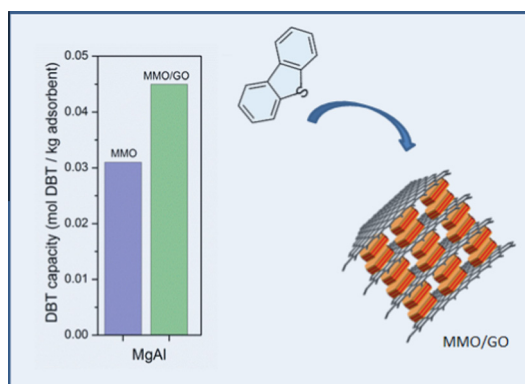 DBT capacity (mol DBT / kg adsorbent)
0.05
0.04
0.03
0.02
0.01
0.00
MMO
MMO/GO
MgAl
S
MMO/GO